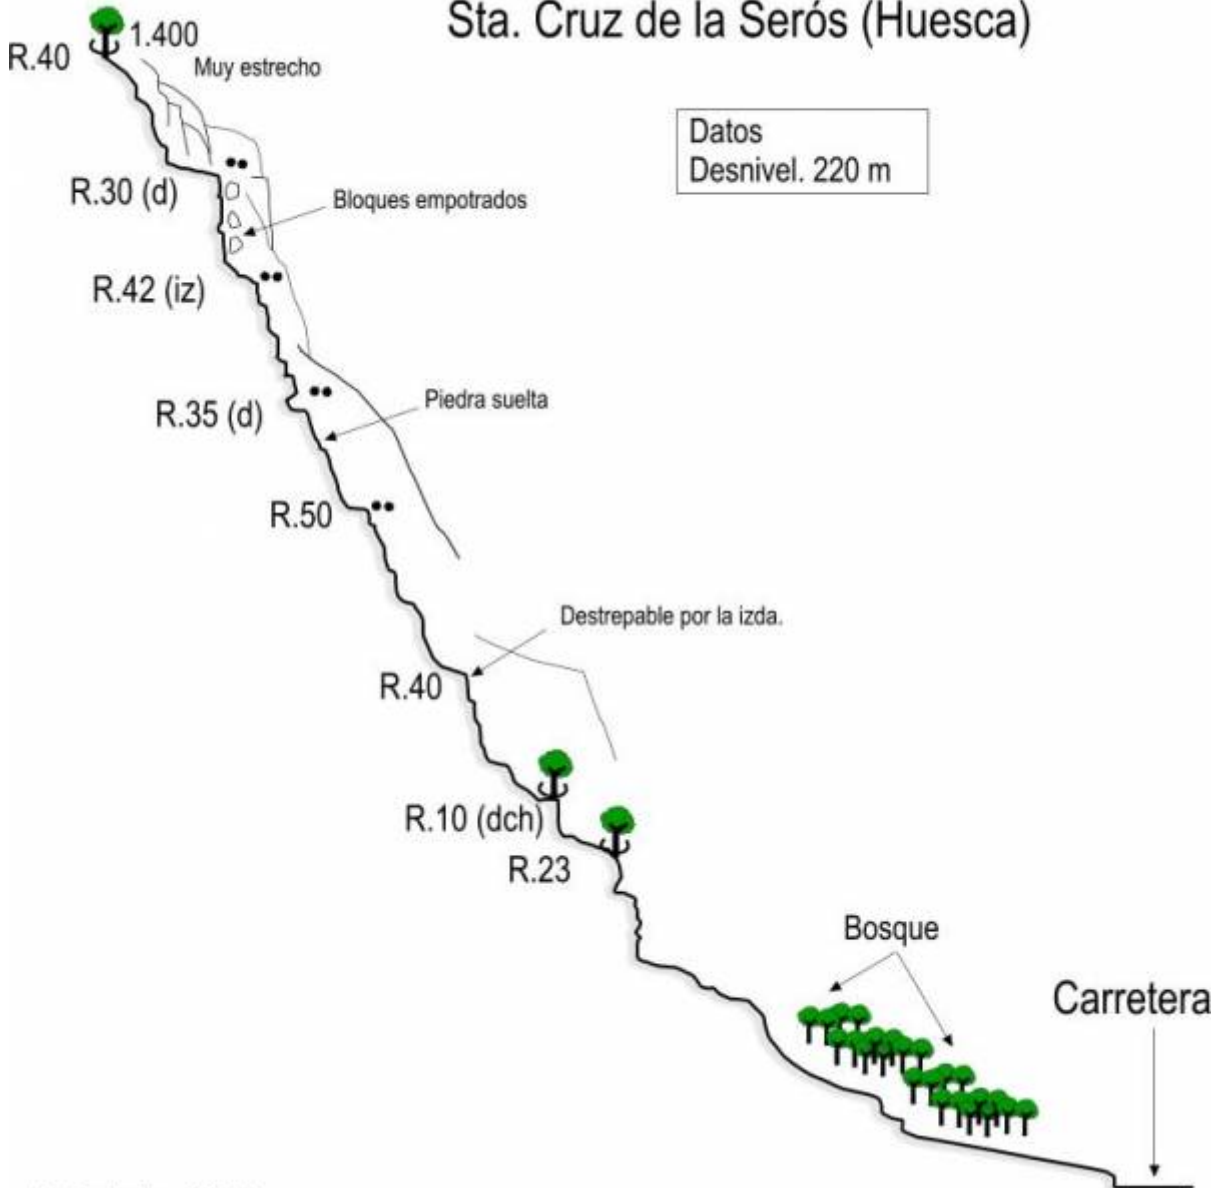 Sta. Cruz de la Serós (Huesca)
1.400
R.40
Muy estrecho
Datos
Desnivel. 220 m
R.30 (d)
Bloques empotrados
R.42 (iz)
Piedra suelta
R.35 (d)
R.50
Destrepable por la izda.
R.40
R.10 (dch)
R.23
Bosque
Carretera